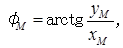 ϕ_M = arctg y_M / x_M ,